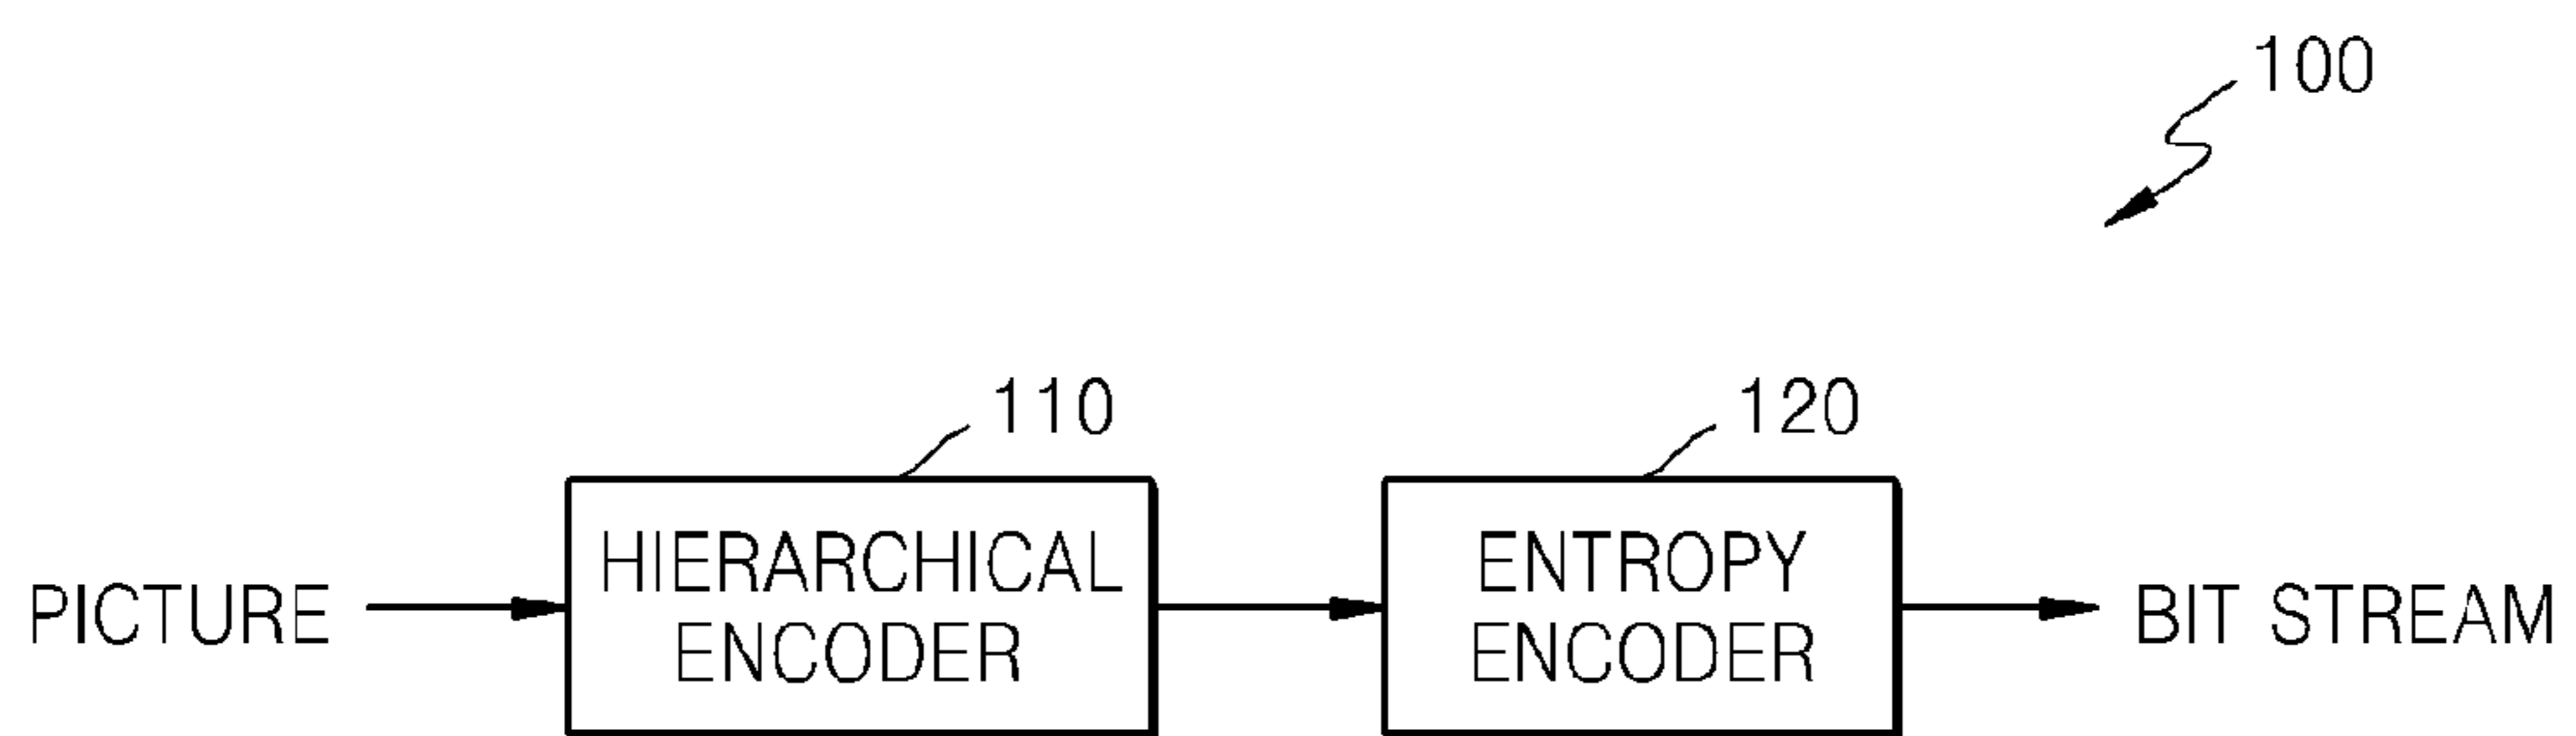 100
110
120
PICTURE
HIERARCHICAL
ENCODER
ENTROPY
ENCODER
BIT STREAM